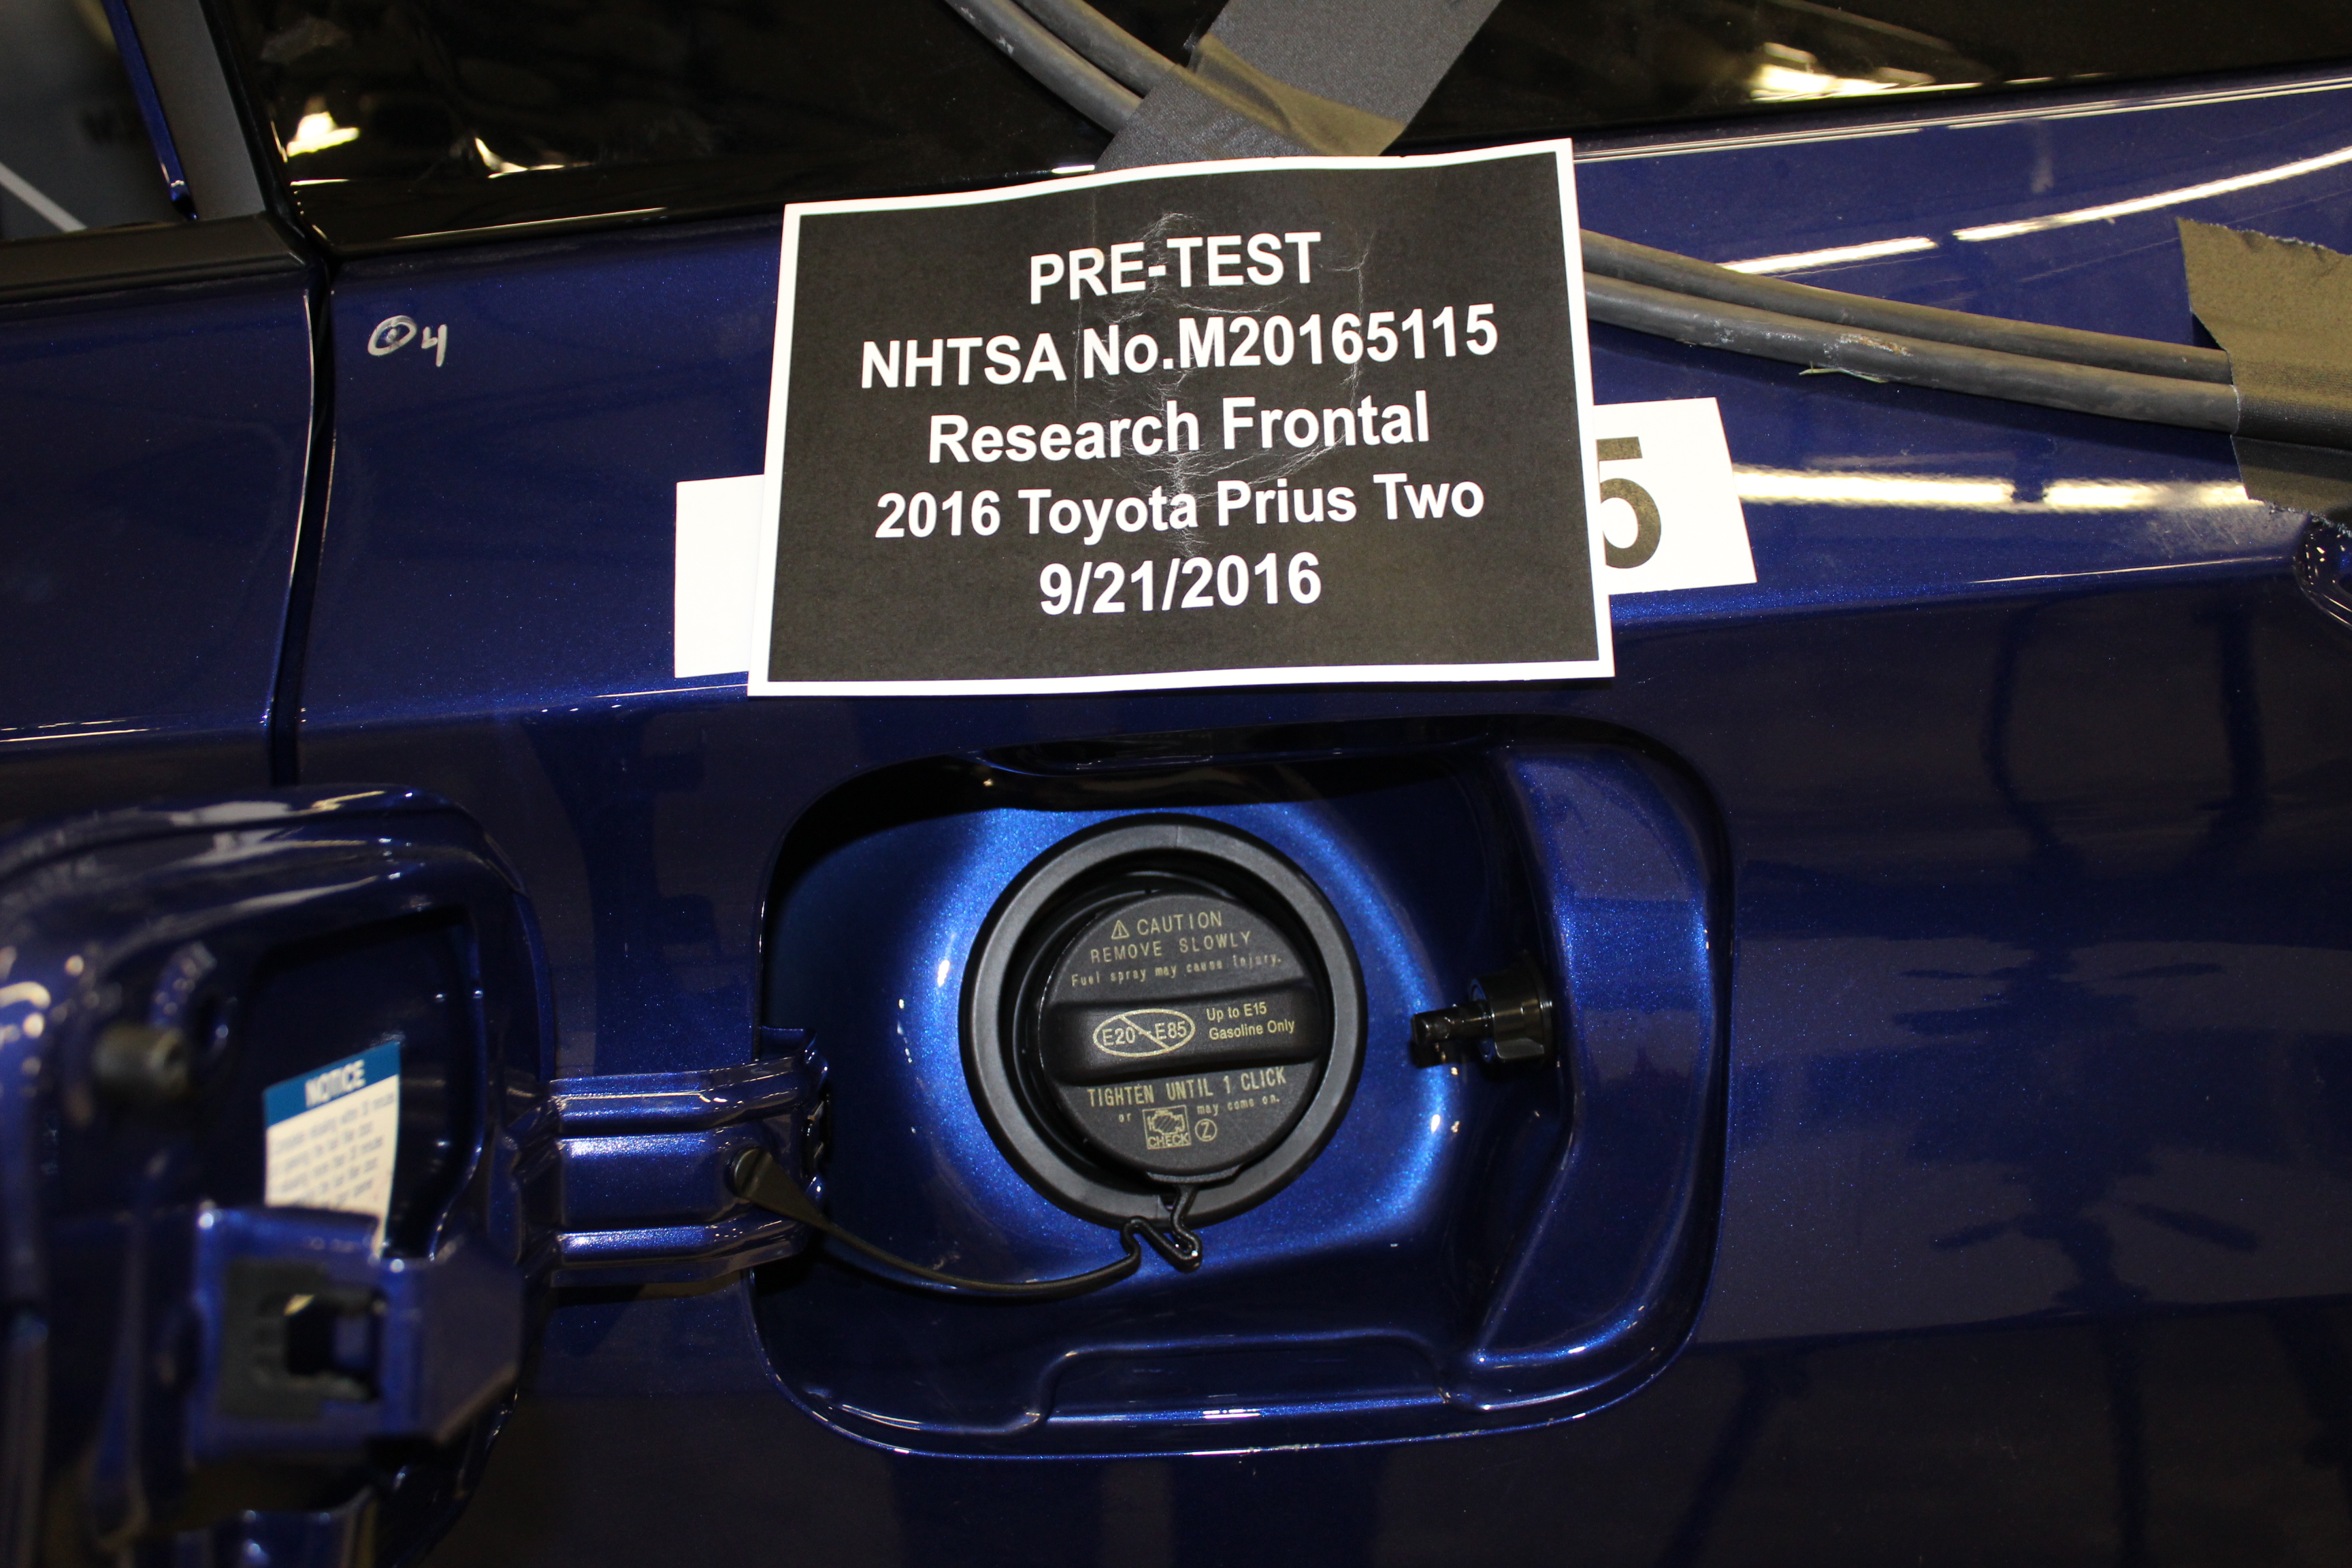 PRE-TEST
NHTSA No.M20165115
Research Frontal
2016 Toyota Prius Two
9/21/2016
5
04
CAUTION
REMOVE SLOWLY
Fuel spray may cause injury.
E20-E85
Up to E15
Gasoline Only
TIGHTEN UNTIL 1 CLICK
or CHECK may come on.
Z
NOTICE